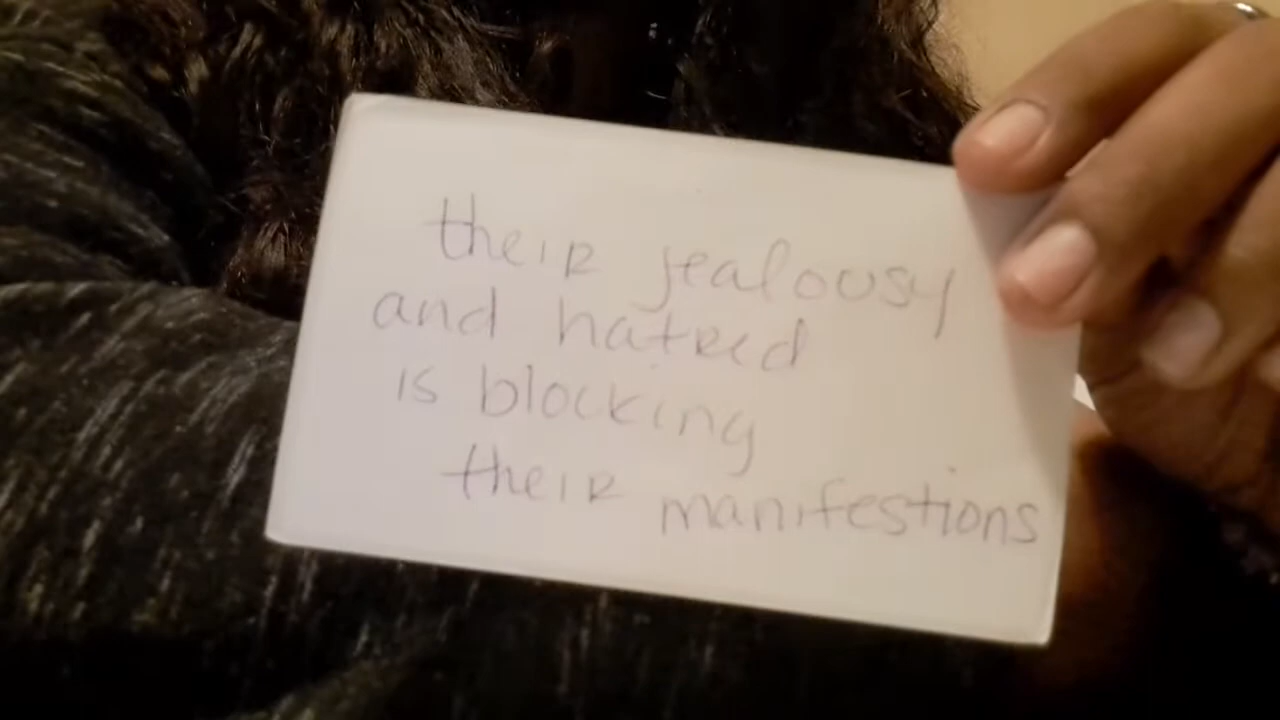 their jealousy
and hatred
is blocking
their manifestions